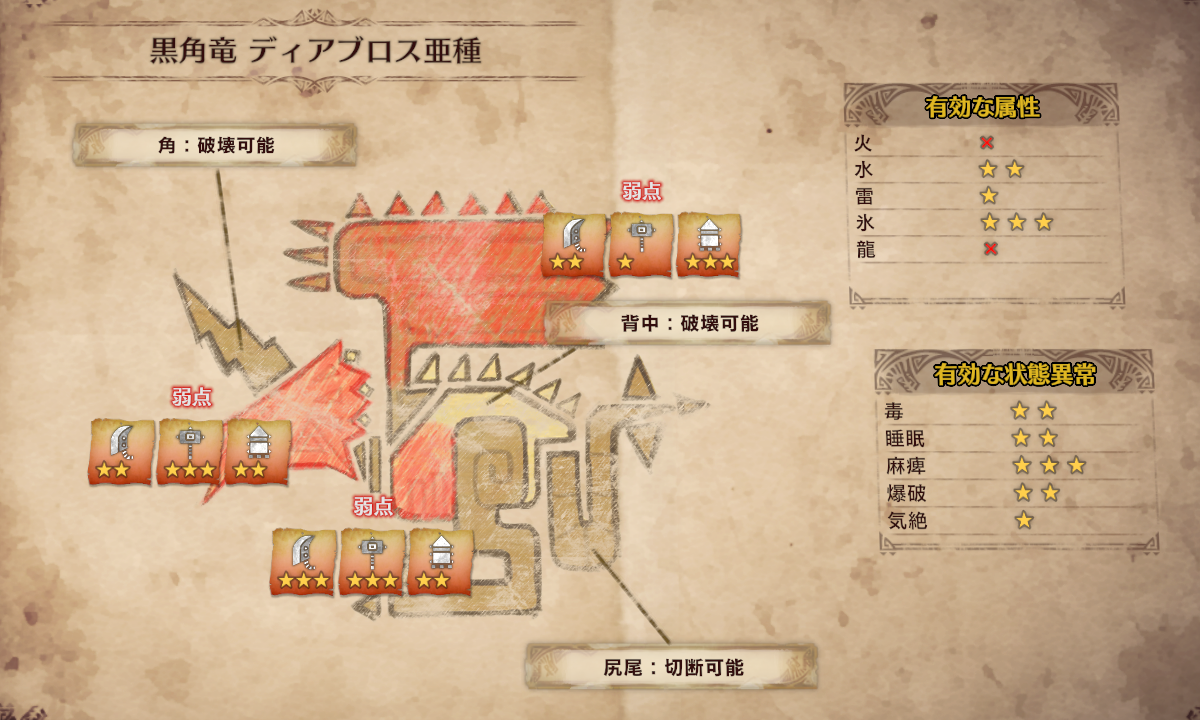 黒角竜 ディアブロス亜種
角：破壊可能
弱点
背中：破壊可能
弱点
弱点
尻尾：切断可能
有効な属性
火
水
雷
氷
龍
有効な状態異常
毒
睡眠
麻痺
爆破
気絶